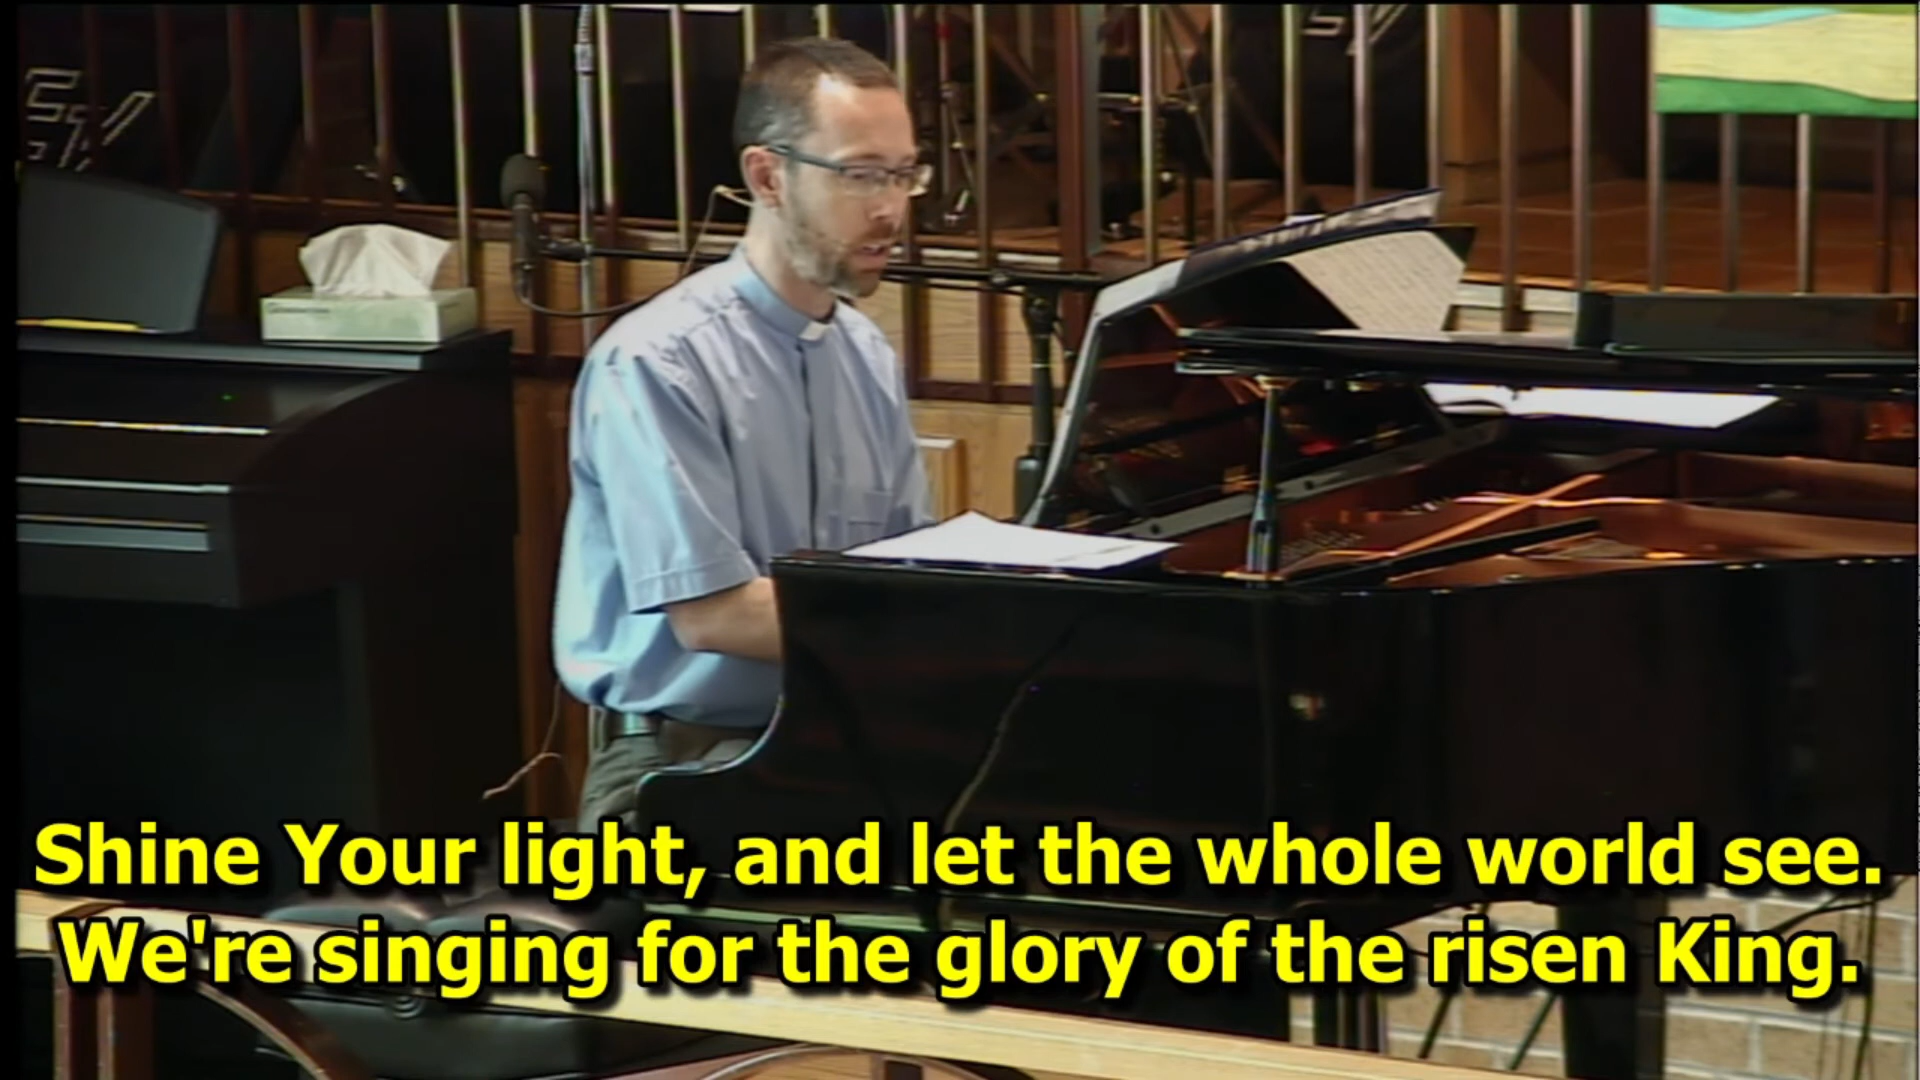 Shine Your light, and let the whole world see.
We're singing for the glory of the risen King.